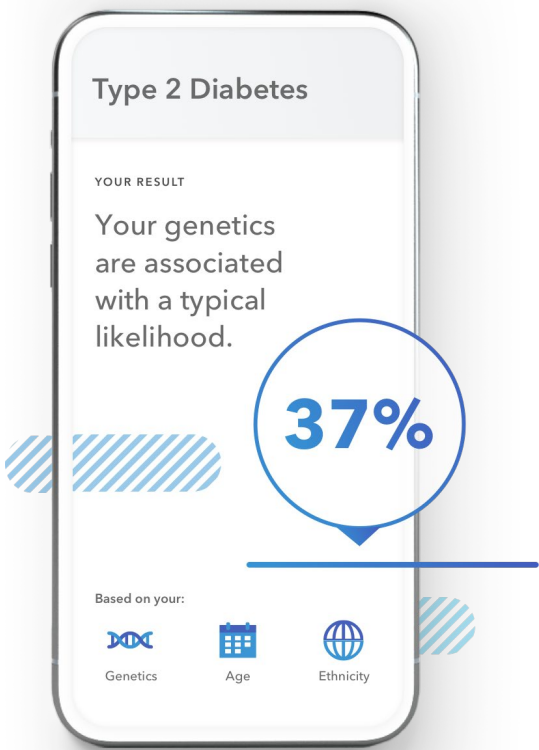 Type 2 Diabetes
YOUR RESULT
Your genetics
are associated
with a typical
likelihood.
37%
Based on your:
Genetics
Age
Ethnicity